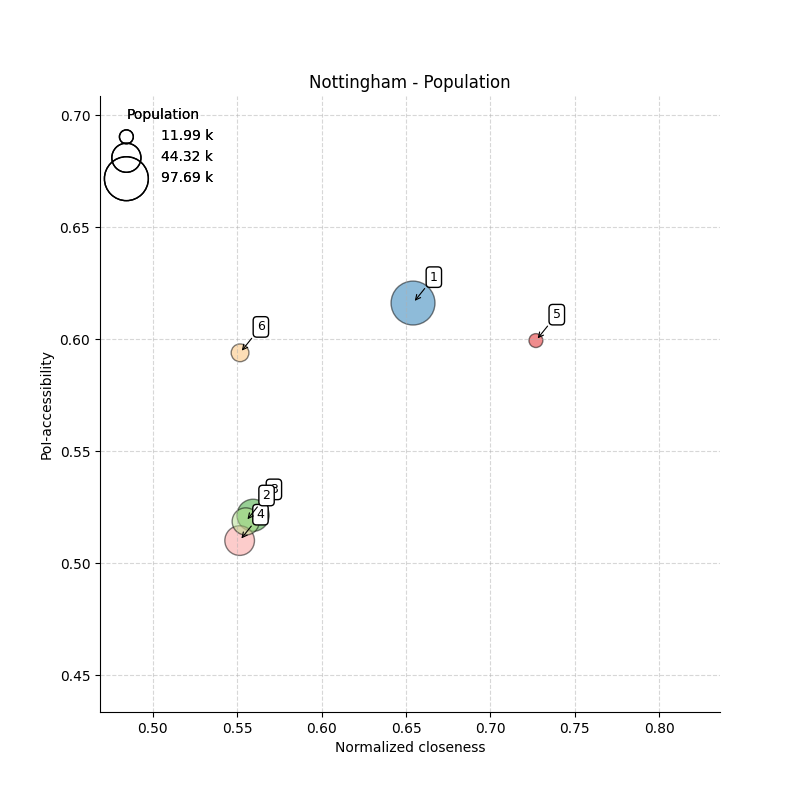 Nottingham - Population
Population
11.99 k
44.32 k
97.69 k
0.70
0.65
0.60
0.55
0.50
0.45
PoI-accessibility
1
5
6
3
2
4
0.50
0.55
0.60
0.65
0.70
0.75
0.80
Normalized closeness